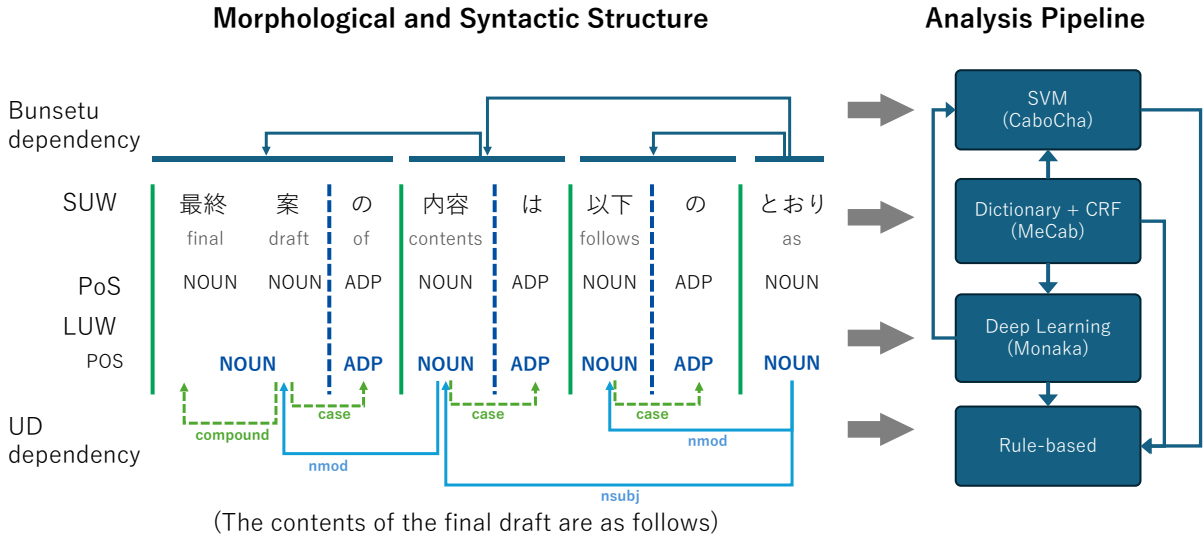 Morphological and Syntactic Structure
Analysis Pipeline
Bunsetu
dependency
SVM
(CaboCha)
SUW
最終 案 の 内容 は 以下 の とおり
final draft of contents follows as
Dictionary + CRF
(MeCab)
PoS
NOUN NOUN ADP NOUN ADP NOUN ADP NOUN
LUW
POS
NOUN ADP NOUN ADP NOUN ADP NOUN
Deep Learning
(Monaka)
case case case
compound
UD
dependency
nmod
nmod
nsubj
Rule-based
(The contents of the final draft are as follows)